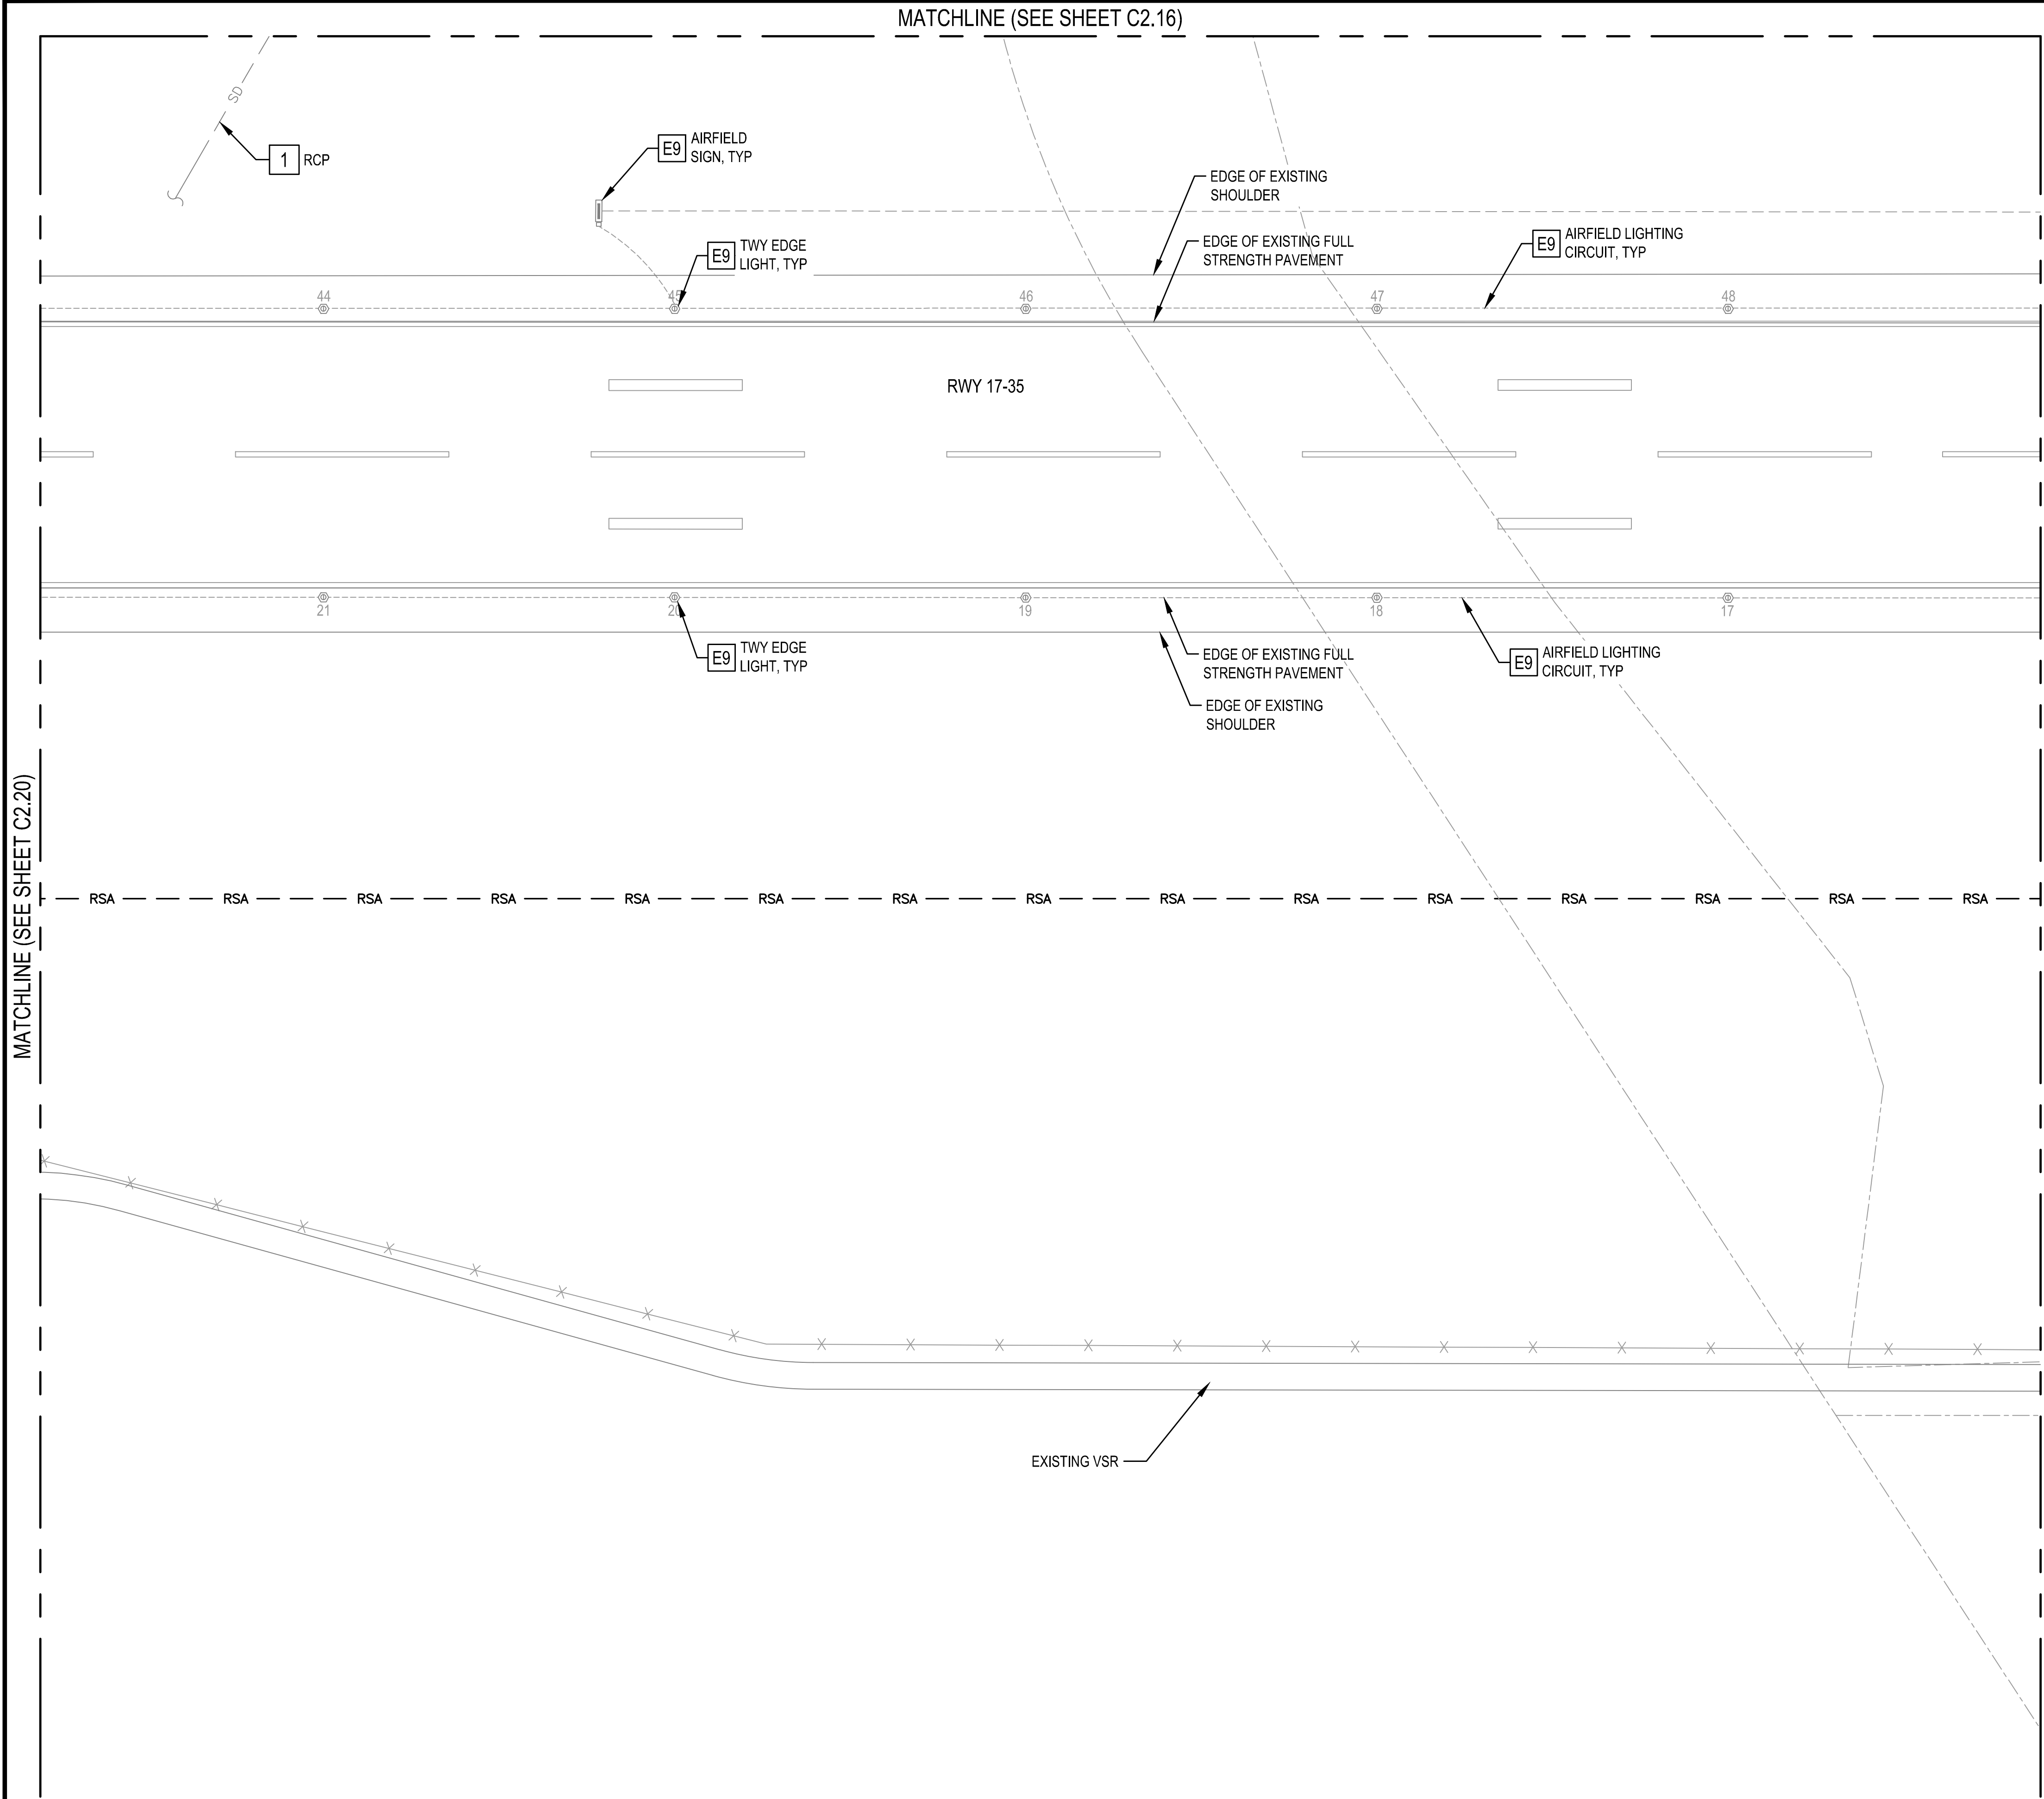 MATCHLINE (SEE SHEET C2.16)
SD
1 RCP
E9 AIRFIELD
SIGN, TYP
EDGE OF EXISTING
SHOULDER
E9 TWY EDGE
LIGHT, TYP
EDGE OF EXISTING FULL
STRENGTH PAVEMENT
E9 AIRFIELD LIGHTING
CIRCUIT, TYP
44 45 46 47 48
RWY 17-35
21 20 19 18 17
E9 TWY EDGE
LIGHT, TYP
EDGE OF EXISTING FULL
STRENGTH PAVEMENT
E9 AIRFIELD LIGHTING
CIRCUIT, TYP
EDGE OF EXISTING
SHOULDER
MATCHLINE (SEE SHEET C2.20)
RSA RSA RSA RSA RSA RSA RSA RSA RSA RSA RSA RSA RSA RSA RSA
EXISTING VSR